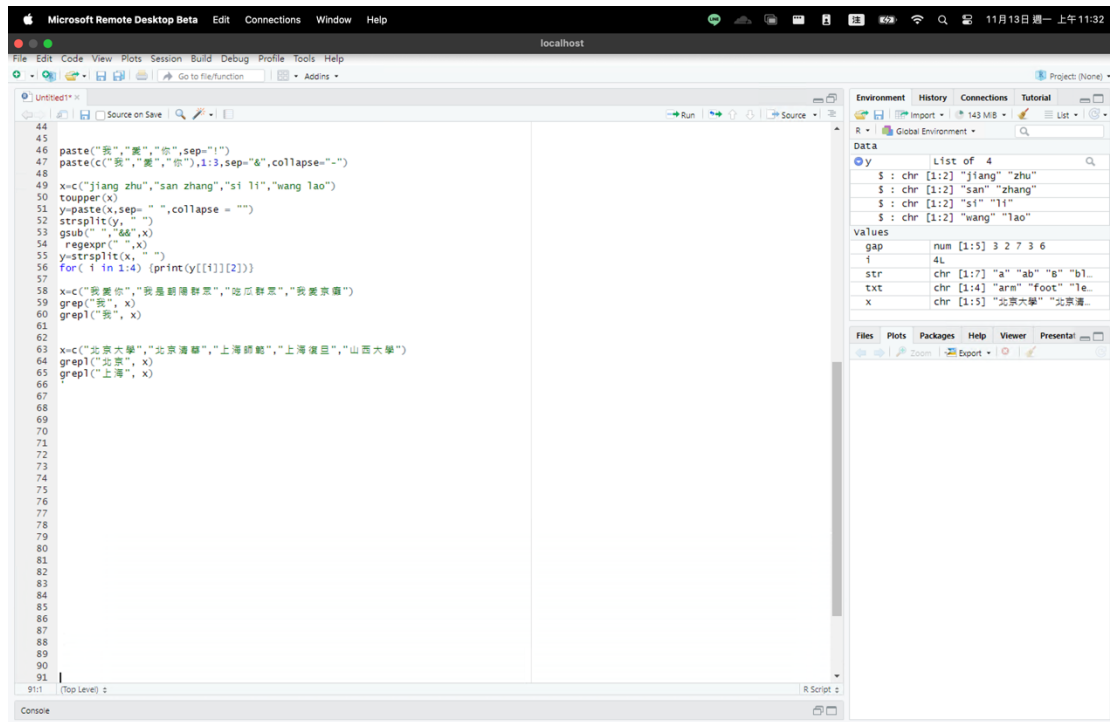 Microsoft Remote Desktop Beta Edit Connections Window Help
11月13日 週一 上午11:32
localhost
File Edit Code View Plots Session Build Debug Profile Tools Help
Go to file/function Addins
Project: (None)
Untitled1*
Source on Save Run Source
44
45
46 paste("我","愛","你",sep="!")
47 paste(c("我","愛","你"),1:3,sep="&",collapse="-")
48
49 x=c("jiang zhu","san zhang","si li","wang lao")
50 toupper(x)
51 y=paste(x,sep= " ",collapse = "")
52 strsplit(y, " ")
53 gsub(" ","&&",x)
54 regexpr(" ",x)
55 y=strsplit(x, " ")
56 for( i in 1:4) {print(y[[i]][2])}
57
58 x=c("我愛你","我是朝陽群眾","吃瓜群眾","我愛京癱")
59 grep("我", x)
60 grepl("我", x)
61
62
63 x=c("北京大學","北京清華","上海師範","上海復旦","山西大學")
64 grepl("北京", x)
65 grepl("上海", x)
66 '
67
68
69
70
71
72
73
74
75
76
77
78
79
80
81
82
83
84
85
86
87
88
89
90
91
91:1 (Top Level) R Script
Console
Environment History Connections Tutorial
Import 143 MiB List
R Global Environment
Data
y List of 4
$ : chr [1:2] "jiang" "zhu"
$ : chr [1:2] "san" "zhang"
$ : chr [1:2] "si" "li"
$ : chr [1:2] "wang" "lao"
values
gap num [1:5] 3 2 7 3 6
i 4L
str chr [1:7] "a" "ab" "B" "bl…
txt chr [1:4] "arm" "foot" "le…
x chr [1:5] "北京大學" "北京清…
Files Plots Packages Help Viewer Presentat
Zoom Export